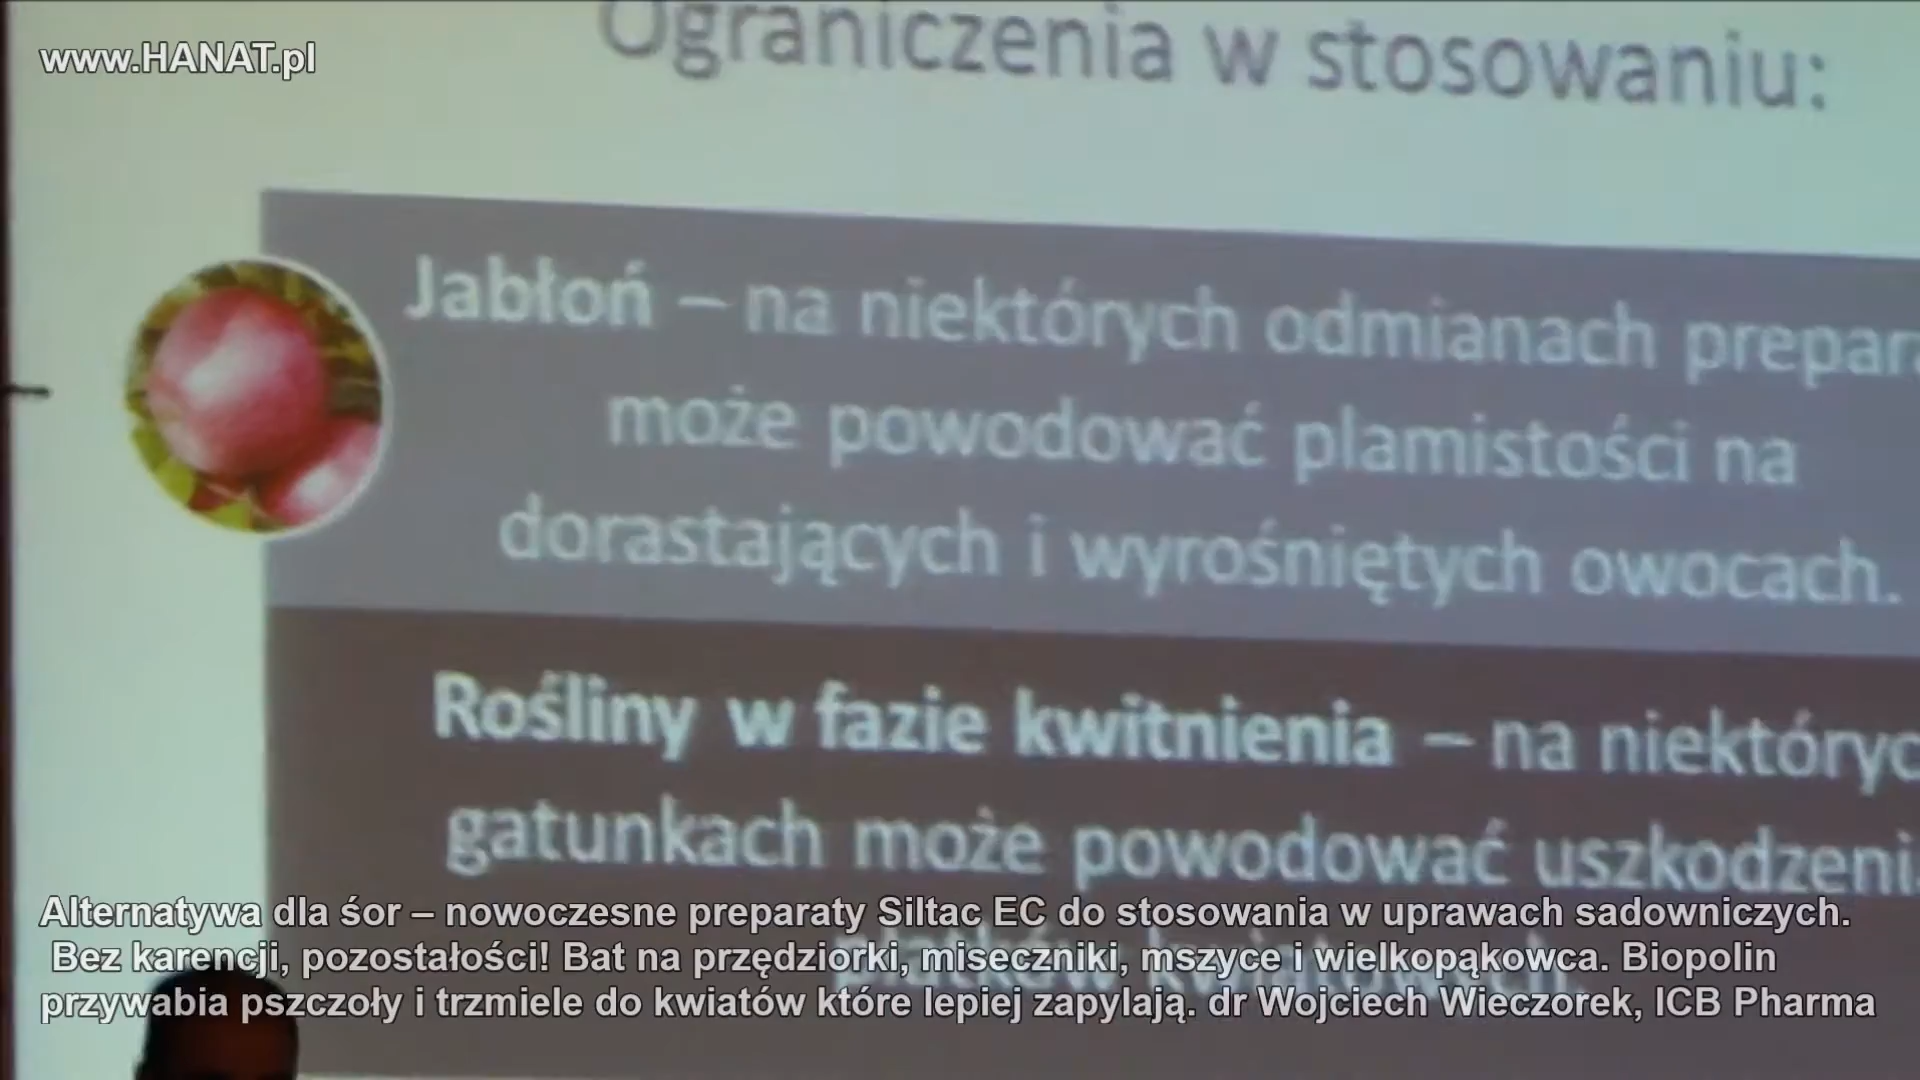 www.HANAT.pl
Ograniczenia w stosowaniu:
Jabłoń – na niektórych odmianach
może powodować plamistości na
dorastających i wyrośniętych owocach.
Rośliny w fazie kwitnienia – na
gatunkach może powodować
Alternatywa dla śor – nowoczesne preparaty Siltac EC do stosowania w uprawach sadowniczych.
Bez karencji, pozostałości! Bat na przędziorki, miseczniki, mszyce i wielkopąkowca. Biopolin
przywabia pszczoły i trzmiele do kwiatów które lepiej zapylają. dr Wojciech Wieczorek, ICB Pharma